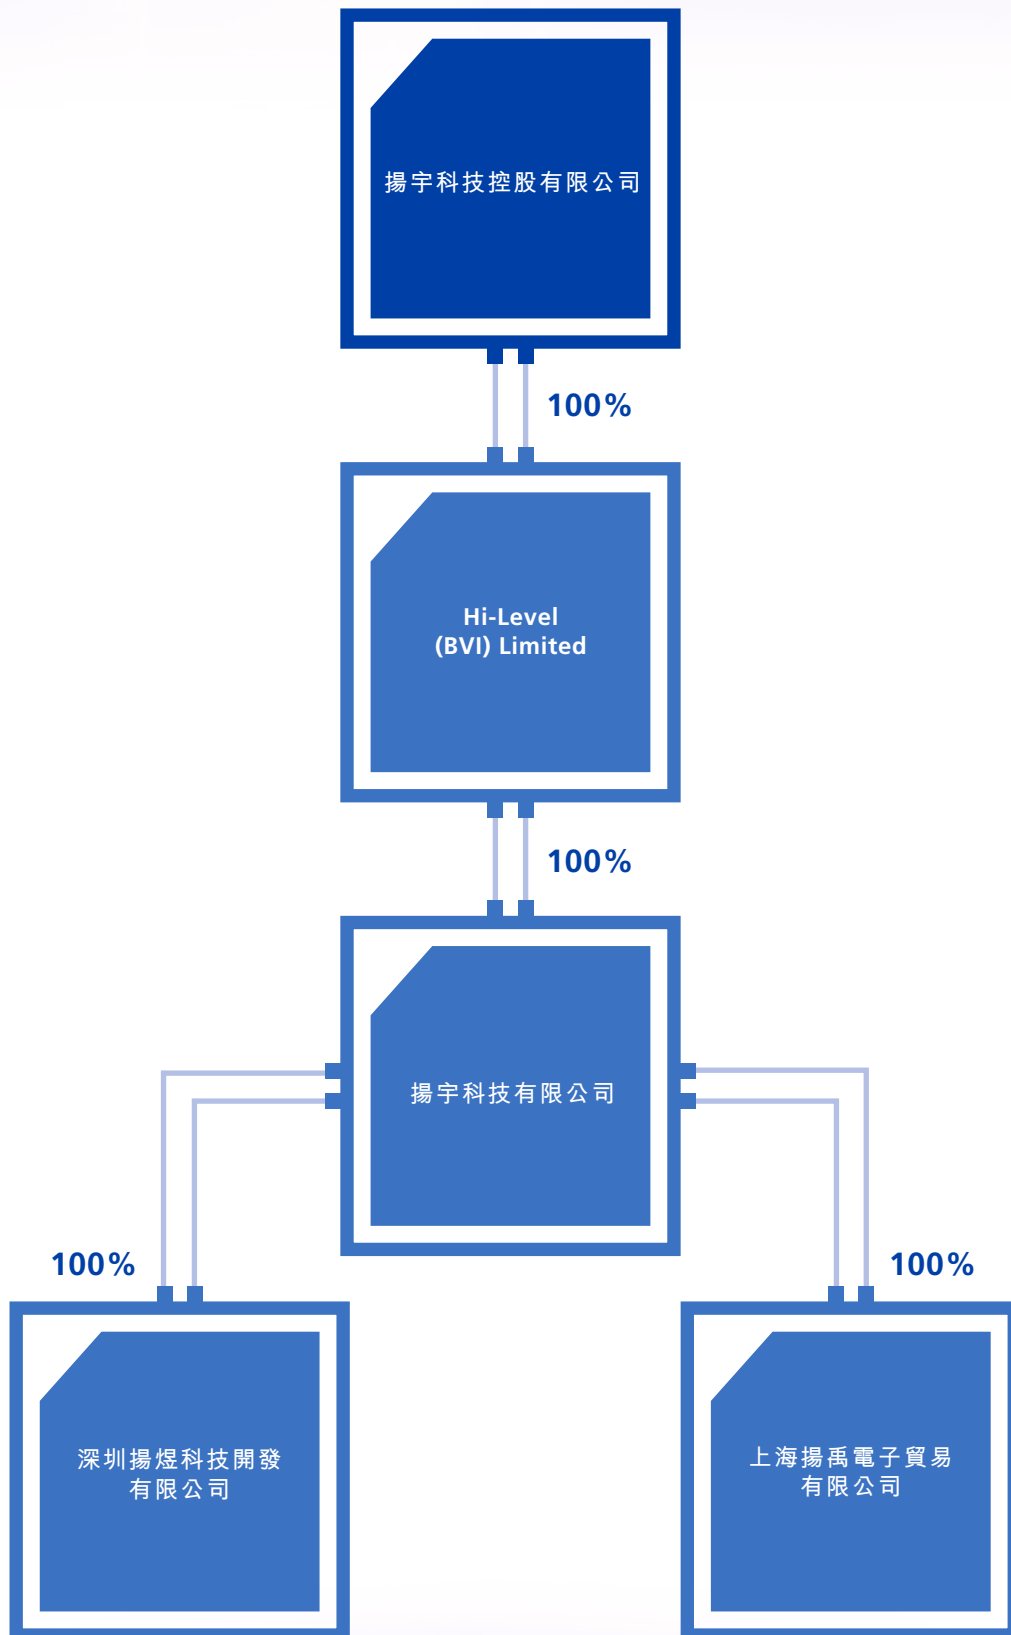 揚宇科技控股有限公司
100%
Hi-Level
(BVI) Limited
100%
揚宇科技有限公司
100%
100%
深圳揚煜科技開發
有限公司
上海揚禹電子貿易
有限公司